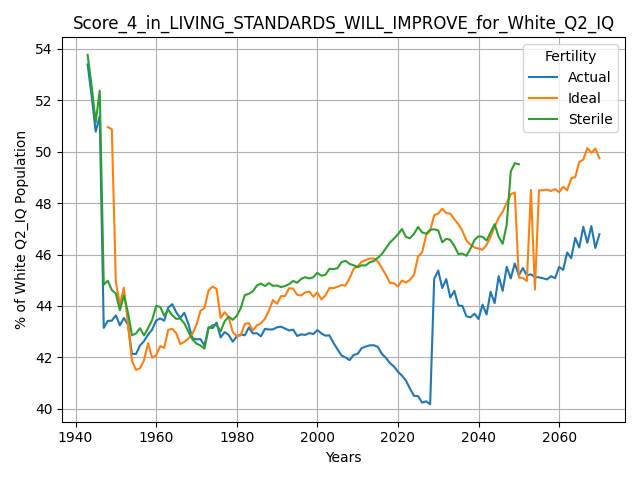 Score_4_in_LIVING_STANDARDS_WILL_IMPROVE_for_White_Q2_IQ
% of White Q2_IQ Population
54
52
50
48
46
44
42
40
Fertility
Actual
Ideal
Sterile
1940 1960 1980 2000 2020 2040 2060
Years